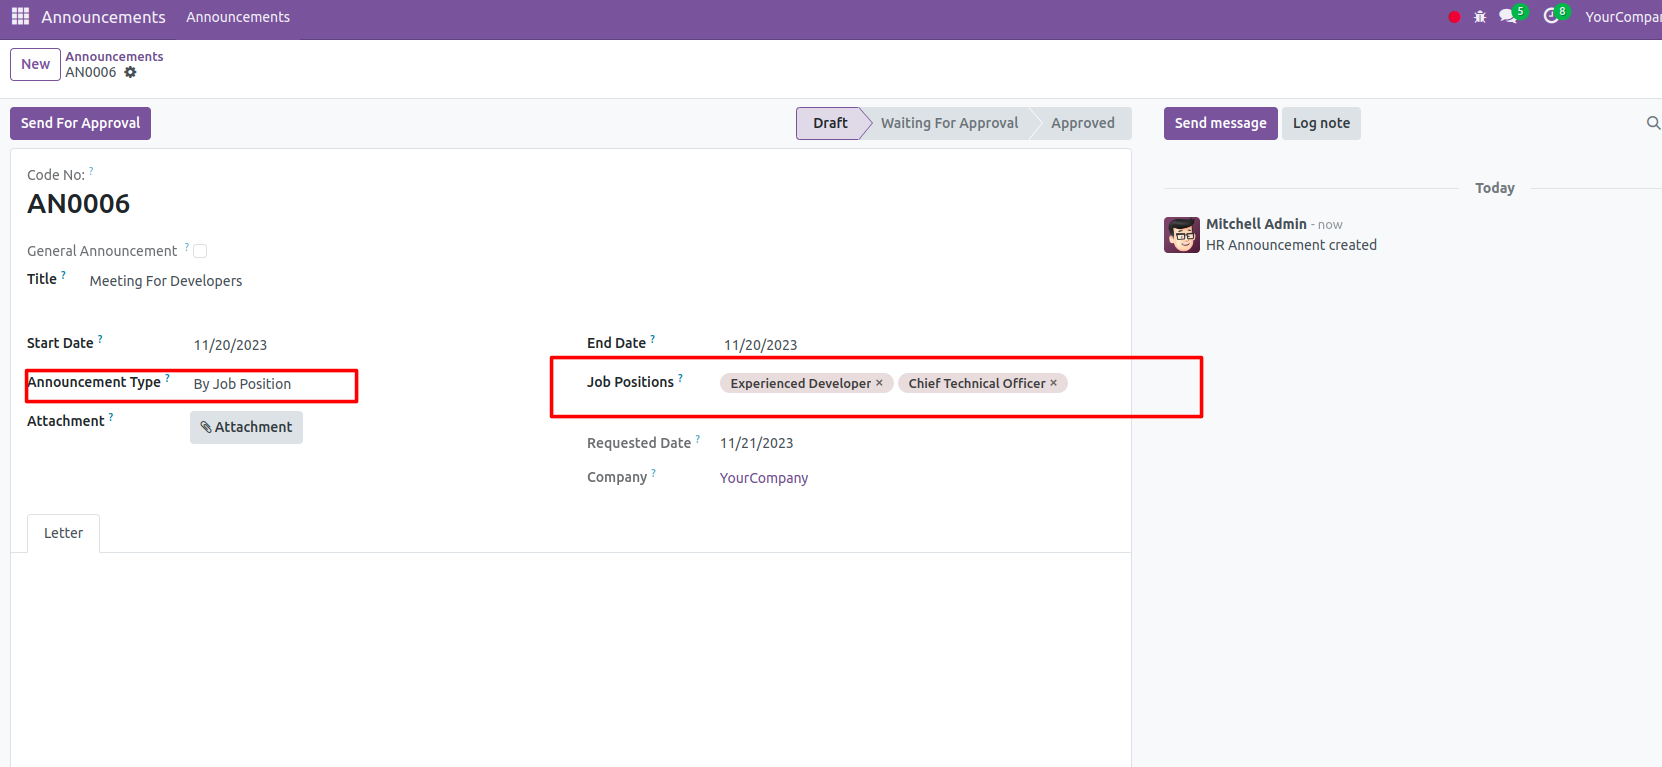 Announcements Announcements 5 8 YourCompar
New Announcements
AN0006
Send For Approval Draft Waiting For Approval Approved Send message Log note
Code No: ?
AN0006
General Announcement ?
Title ? Meeting For Developers
Start Date ? 11/20/2023 End Date ? 11/20/2023
Announcement Type ? By Job Position Job Positions ? Experienced Developer × Chief Technical Officer ×
Attachment ? Attachment
Requested Date ? 11/21/2023
Company ? YourCompany
Letter
Today
Mitchell Admin - now
HR Announcement created